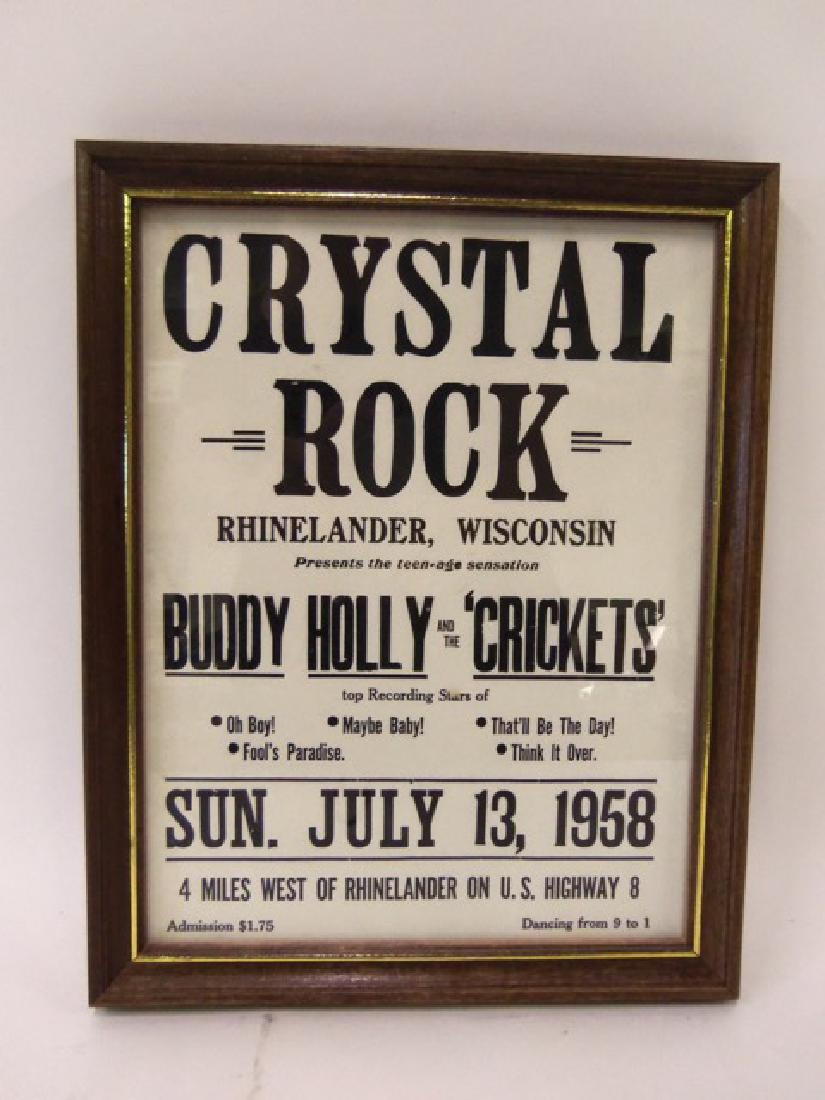 CRYSTAL
ROCK
RHINELANDER, WISCONSIN
Presents the teen-age sensation
BUDDY HOLLY AND THE 'CRICKETS'
top Recording Stars of
• Oh Boy! • Maybe Baby! • That'll Be The Day!
• Fool's Paradise. • Think It Over.
SUN. JULY 13, 1958
4 MILES WEST OF RHINELANDER ON U. S. HIGHWAY 8
Admission $1.75 Dancing from 9 to 1